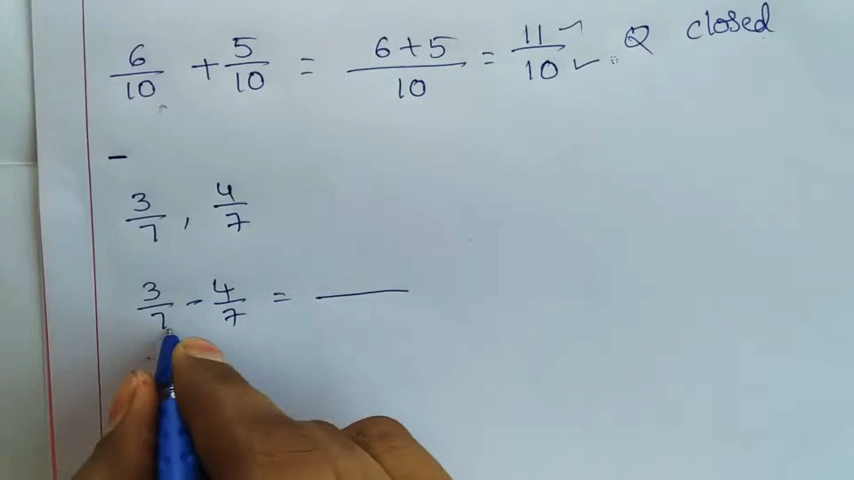 6/10 + 5/10 = 6+5/10 = 11/10 Q closed
-
3/7 , 4/7
3/7 - 4/7 =